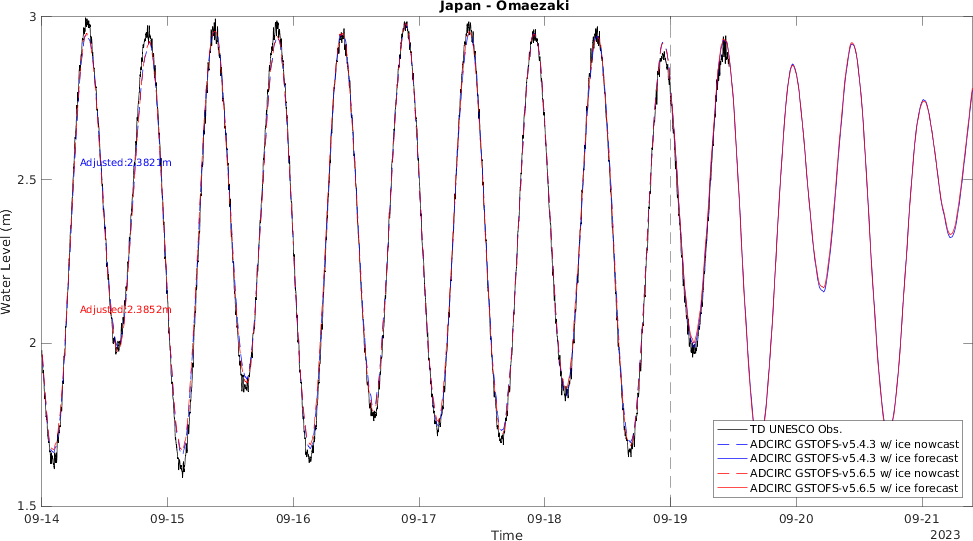 Japan - Omaezaki
3
2.5
2
1.5
Water Level (m)
Adjusted:2.3821m
Adjusted:2.3852m
TD UNESCO Obs.
ADCIRC GSTOFS-v5.4.3 w/ ice nowcast
ADCIRC GSTOFS-v5.4.3 w/ ice forecast
ADCIRC GSTOFS-v5.6.5 w/ ice nowcast
ADCIRC GSTOFS-v5.6.5 w/ ice forecast
09-14 09-15 09-16 09-17 09-18 09-19 09-20 09-21
Time
2023